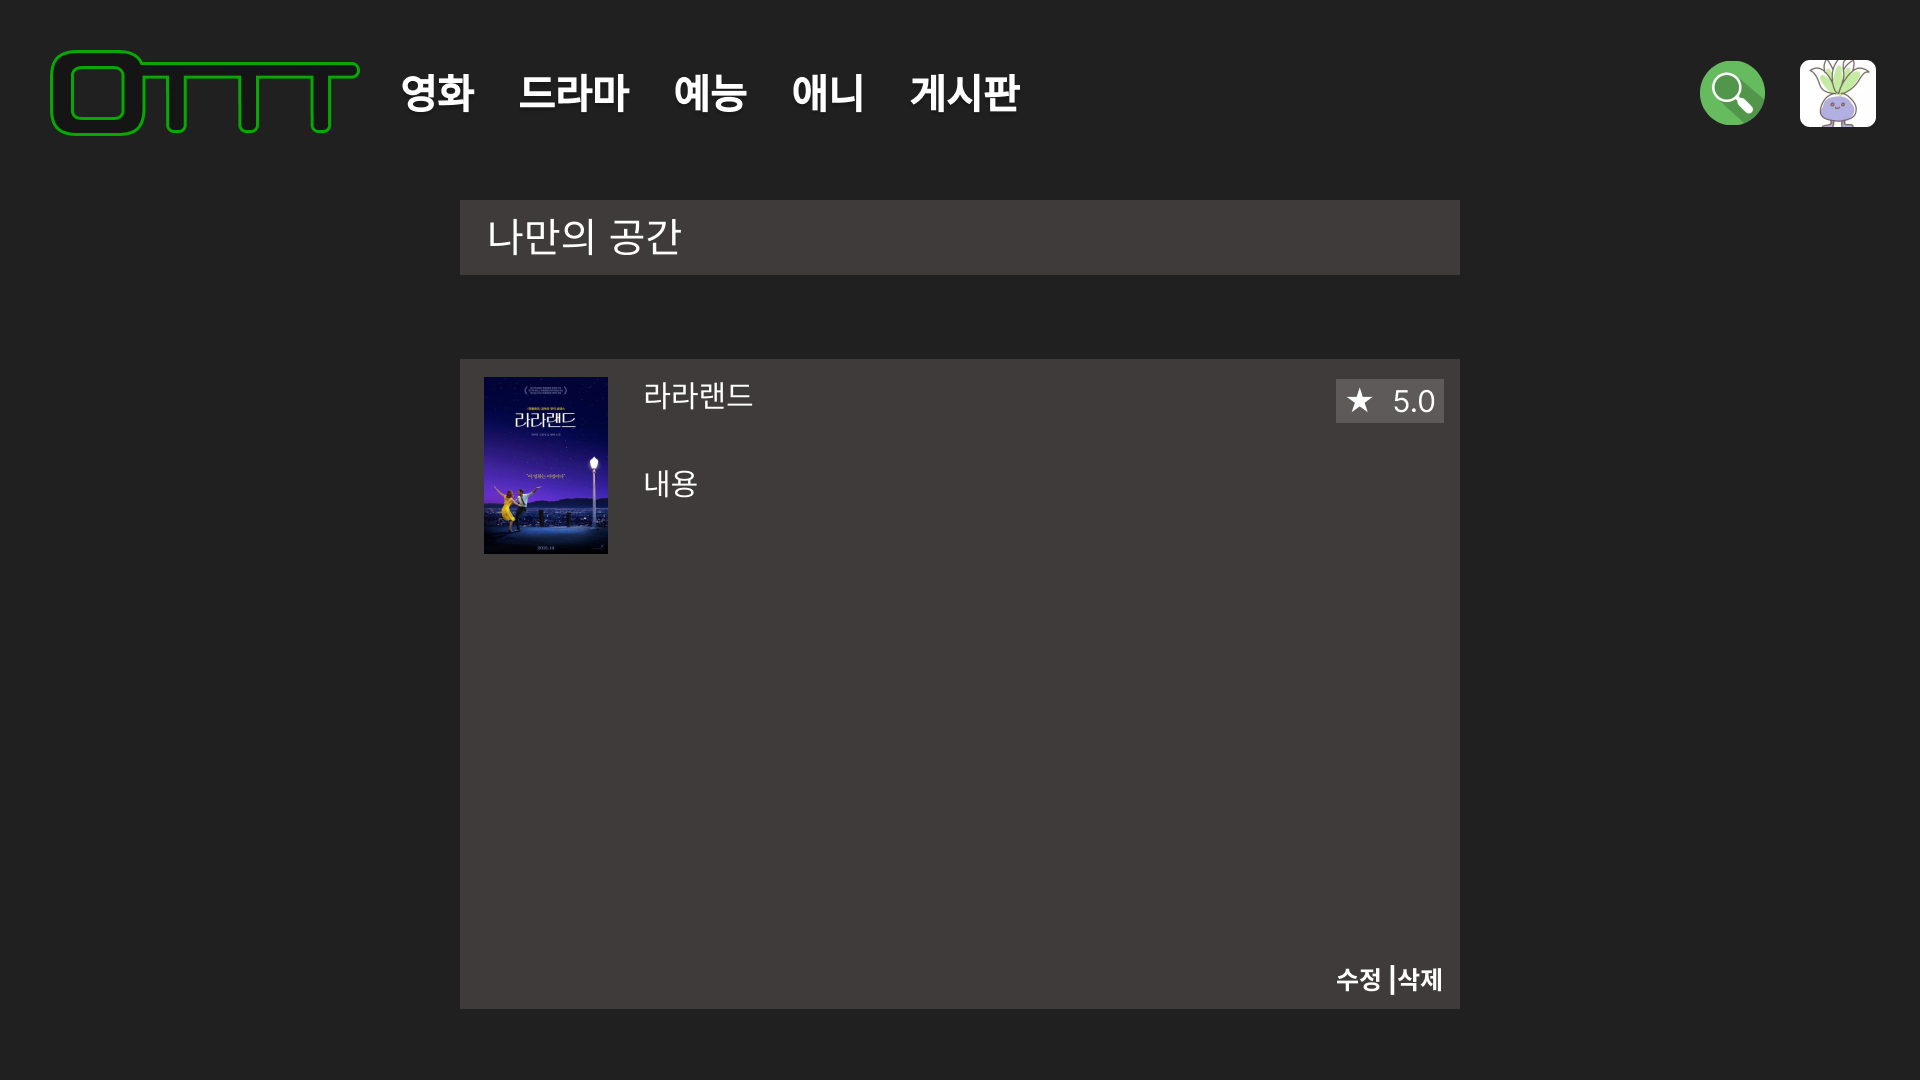 OTTT
영화 드라마 예능 애니 게시판
나만의 공간
라라랜드
★ 5.0
라라랜드
내용
수정 |삭제